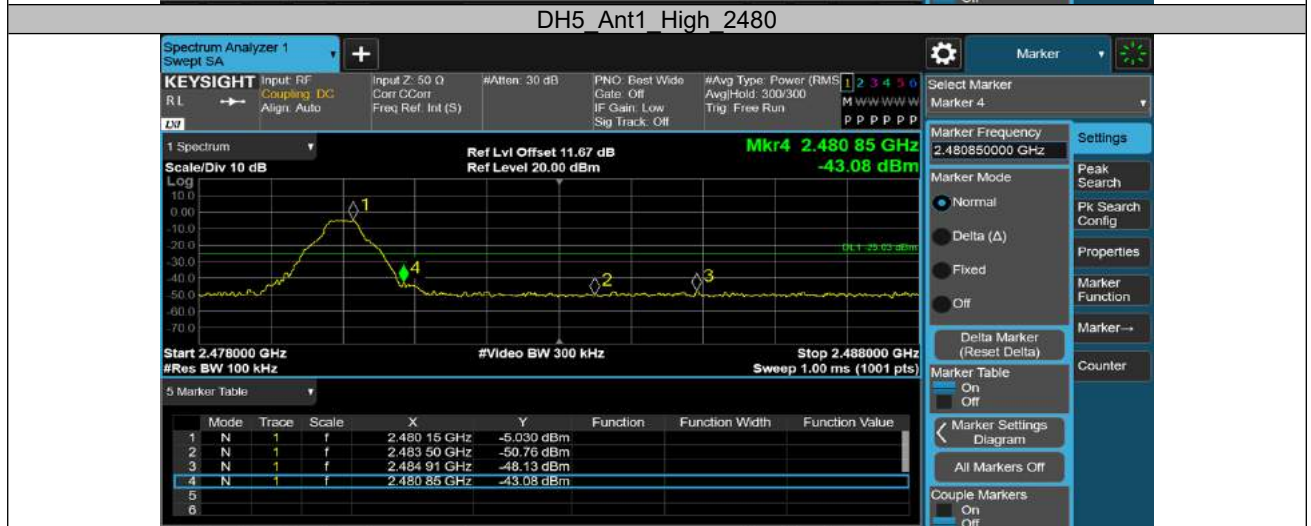 DH5_Ant1_High_2480
Spectrum Analyzer 1
Swept SA
+
Marker
KEYSIGHT
RL
LXI
Input: RF
Coupling: DC
Align: Auto
Input Z: 50 Ω
Corr CCorr
Freq Ref: Int (S)
#Atten: 30 dB
PNO: Best Wide
Gate: Off
IF Gain: Low
Sig Track: Off
#Avg Type: Power (RMS
Avg|Hold: 300/300
Trig: Free Run
1 2 3 4 5 6
M W W W W W
P P P P P P
Select Marker
Marker 4
1 Spectrum
Scale/Div 10 dB
Ref Lvl Offset 11.67 dB
Ref Level 20.00 dBm
Mkr4 2.480 85 GHz
-43.08 dBm
Log
10.0
0.00
-10.0
-20.0
-30.0
-40.0
-50.0
-60.0
-70.0
1
4
2
3
DL1 -25.03 dBm
Start 2.478000 GHz
#Video BW 300 kHz
Stop 2.488000 GHz
#Res BW 100 kHz
Sweep 1.00 ms (1001 pts)
5 Marker Table
Mode Trace Scale X Y Function Function Width Function Value
1 N 1 f 2.480 15 GHz -5.030 dBm
2 N 1 f 2.483 50 GHz -50.76 dBm
3 N 1 f 2.484 91 GHz -48.13 dBm
4 N 1 f 2.480 85 GHz -43.08 dBm
5
6
Marker Frequency
2.480850000 GHz
Marker Mode
Normal
Delta (Δ)
Fixed
Off
Delta Marker
(Reset Delta)
Marker Table
On
Off
Marker Settings
Diagram
All Markers Off
Couple Markers
On
Off
Settings
Peak
Search
Pk Search
Config
Properties
Marker
Function
Marker→
Counter